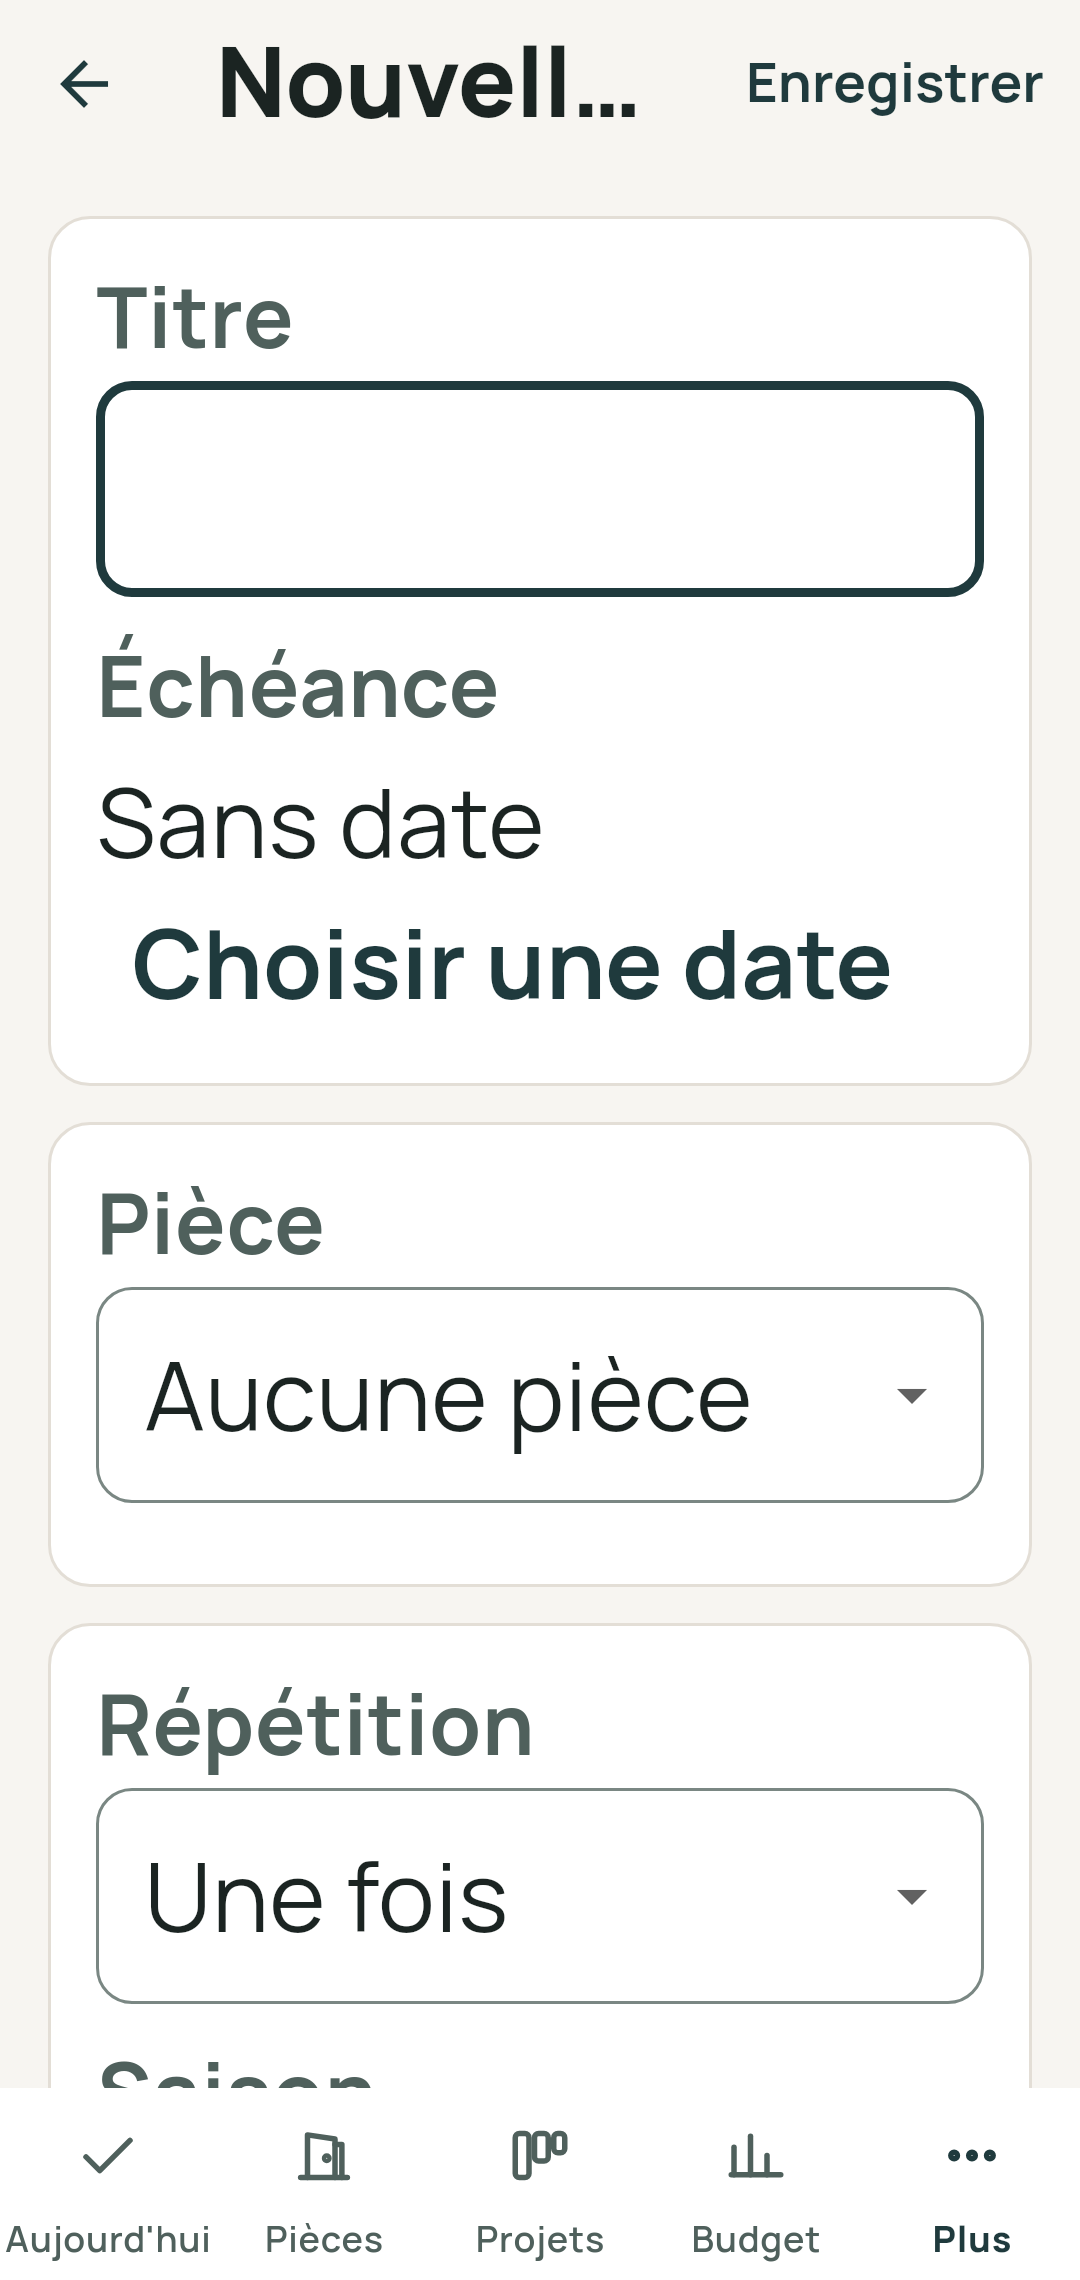 Nouvell...
Enregistrer
Titre
Échéance
Sans date
Choisir une date
Pièce
Aucune pièce
Répétition
Une fois
Saison
Aujourd'hui
Pièces
Projets
Budget
Plus